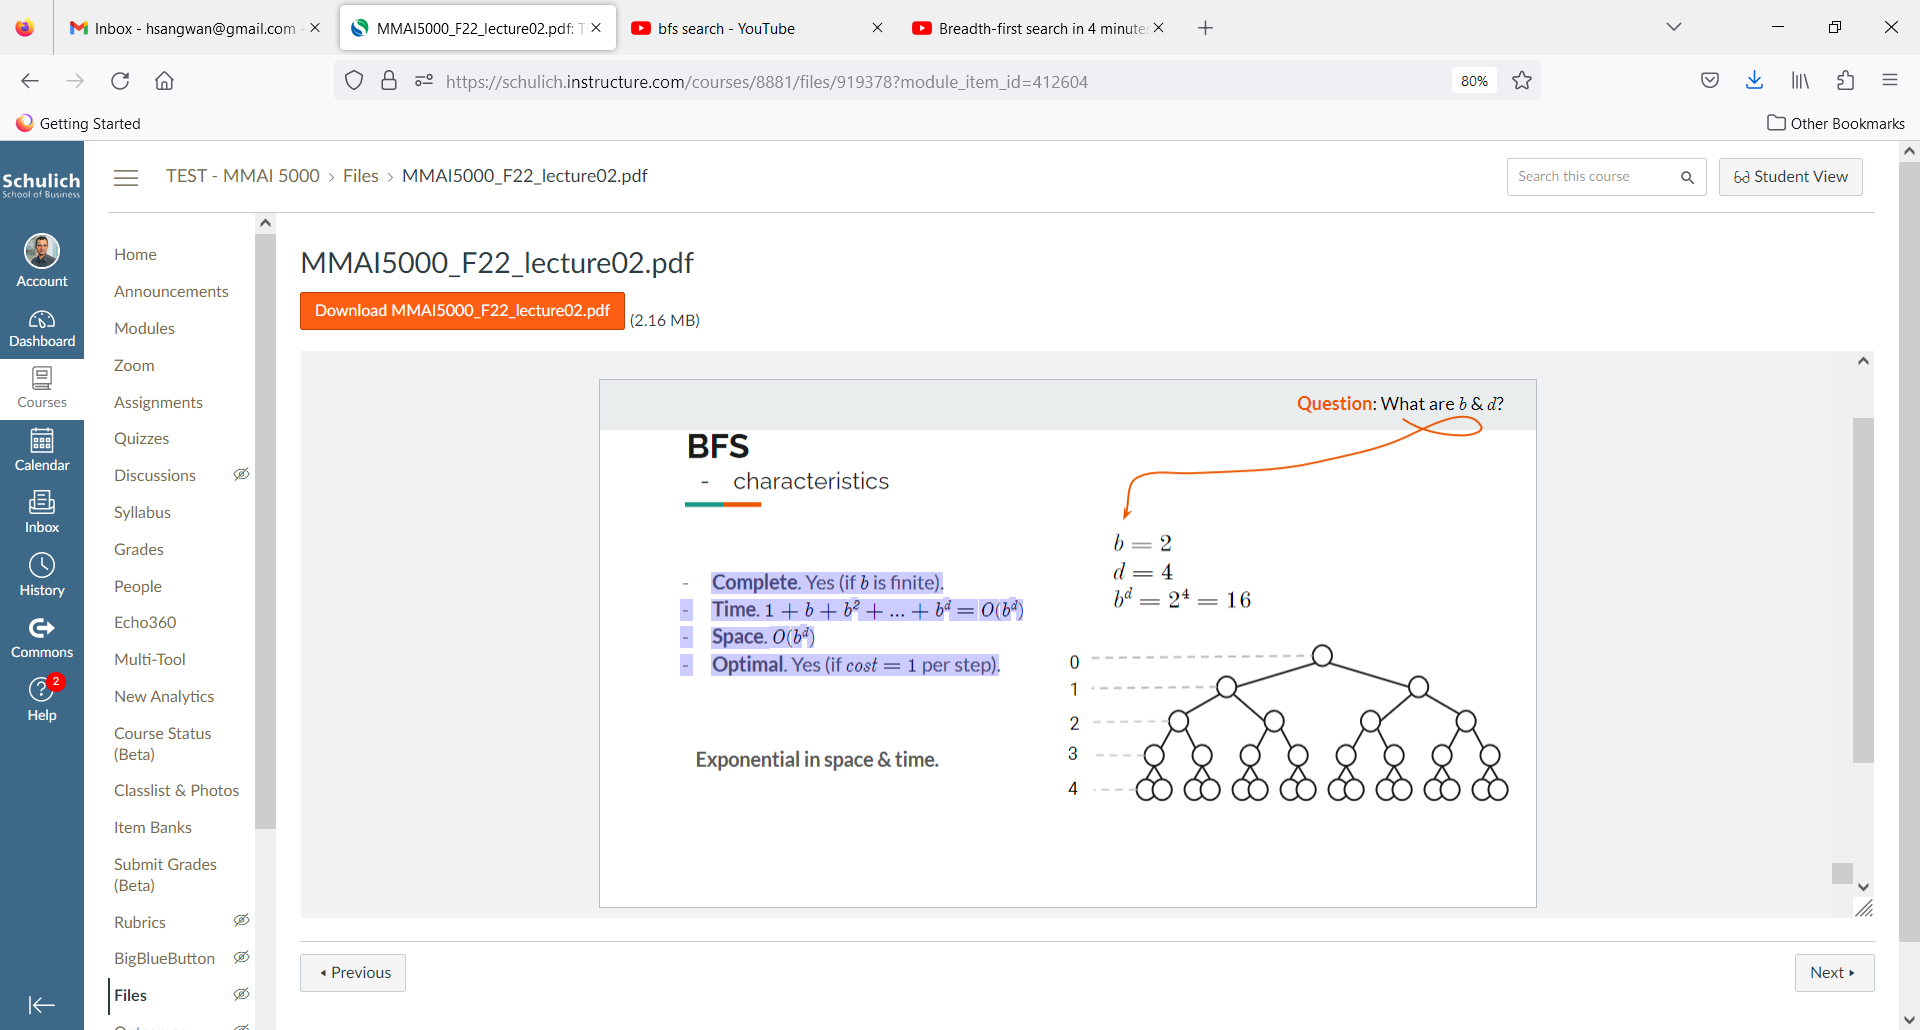 Inbox - hsangwan@gmail.com -
MMAI5000_F22_lecture02.pdf: T
bfs search - YouTube
Breadth-first search in 4 minute
https://schulich.instructure.com/courses/8881/files/919378?module_item_id=412604
80%
Getting Started
Other Bookmarks
Schulich
School of Business
Account
Dashboard
Courses
Calendar
Inbox
History
Commons
2
Help
TEST - MMAI 5000 › Files › MMAI5000_F22_lecture02.pdf
Search this course
Student View
Home
Announcements
Modules
Zoom
Assignments
Quizzes
Discussions
Syllabus
Grades
People
Echo360
Multi-Tool
New Analytics
Course Status
(Beta)
Classlist & Photos
Item Banks
Submit Grades
(Beta)
Rubrics
BigBlueButton
Files
MMAI5000_F22_lecture02.pdf
Download MMAI5000_F22_lecture02.pdf (2.16 MB)
Question: What are b & d?
BFS
- characteristics
- Complete. Yes (if b is finite).
- Time. 1 + b + b² + ... + bᵈ = O(bᵈ)
- Space. O(bᵈ)
- Optimal. Yes (if cost = 1 per step).
Exponential in space & time.
b = 2
d = 4
bᵈ = 2⁴ = 16
0
1
2
3
4
Previous
Next